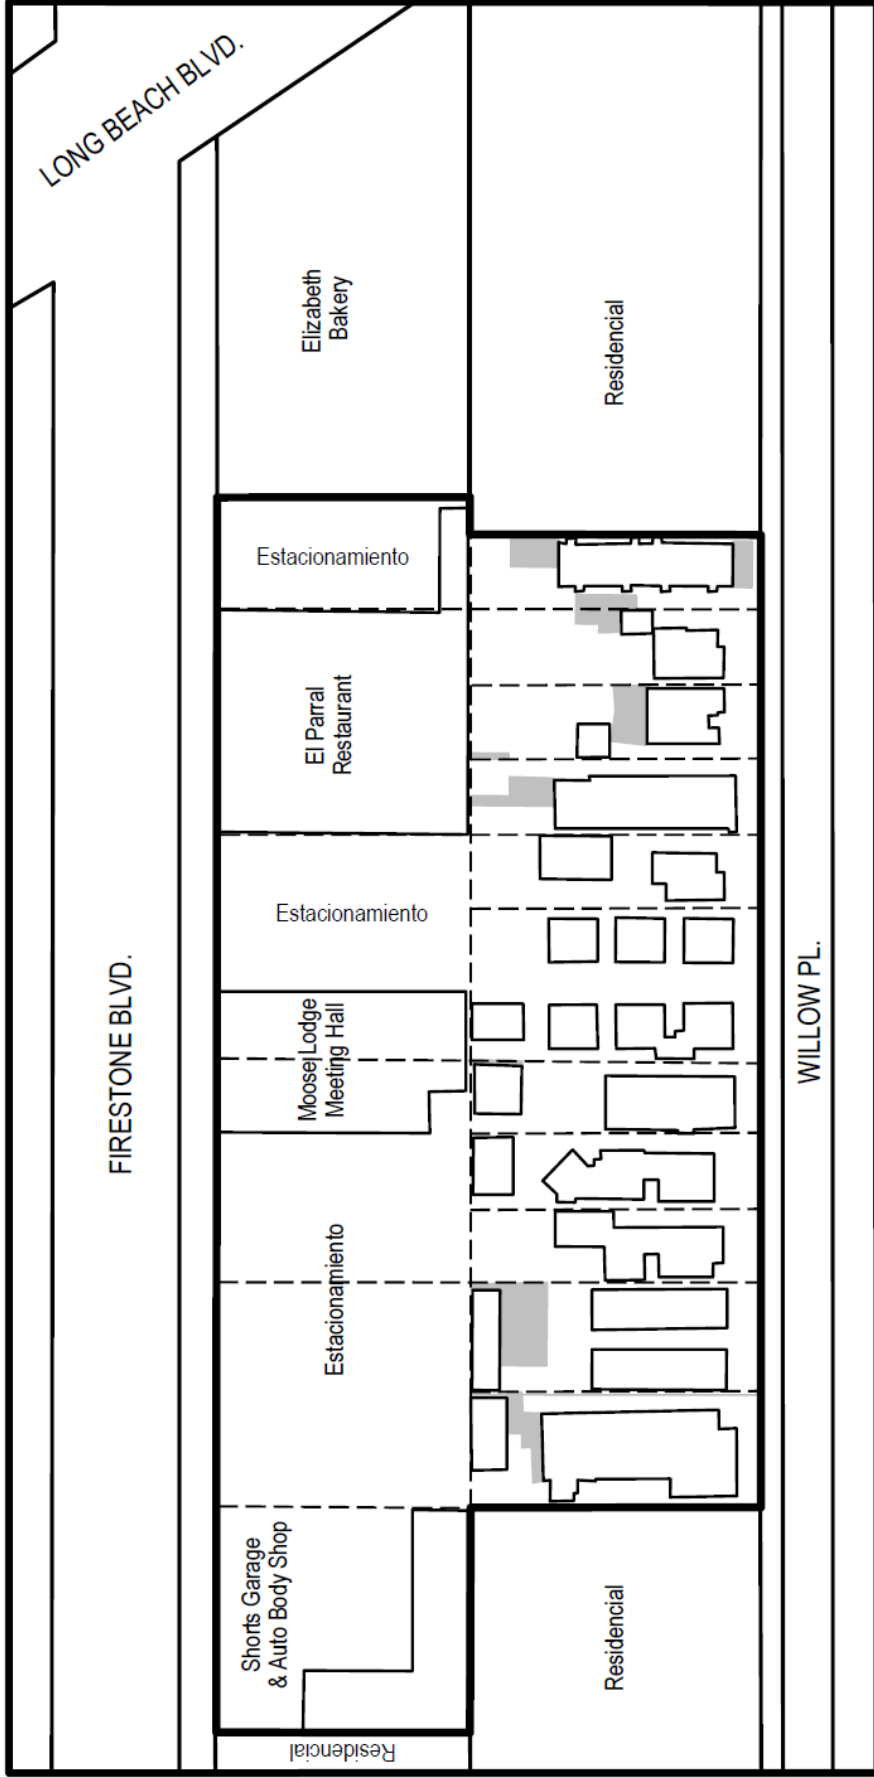 LONG BEACH BLVD.
FIRESTONE BLVD.
Residencial
Shorts Garage
& Auto Body Shop
Estacionamiento
Moose Lodge
Meeting Hall
Estacionamiento
El Parral
Restaurant
Estacionamiento
Elizabeth
Bakery
Residencial
Residencial
WILLOW PL.